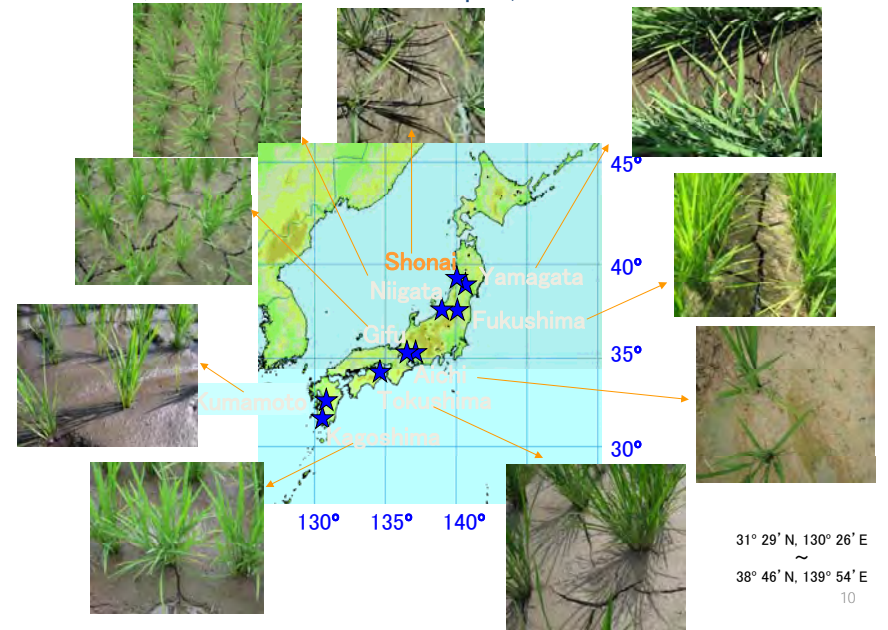 45°
Shonai
40°
Yamagata
Niigata
Fukushima
Gifu
35°
Aichi
Kumamoto
Tokushima
Kagoshima
30°
130°
135°
140°
31° 29’ N, 130° 26’ E
~
38° 46’ N, 139° 54’ E
10